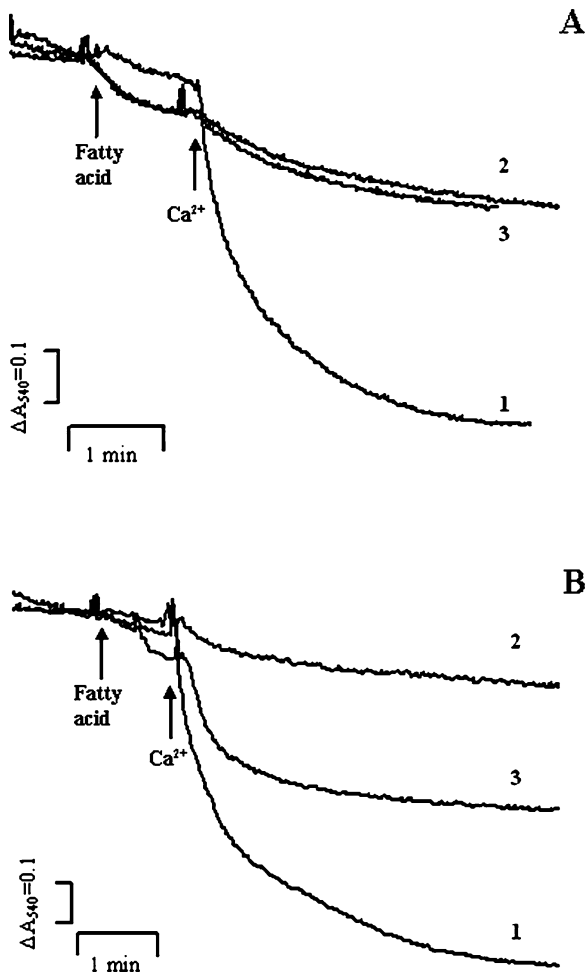 A
Fatty
acid
Ca²⁺
2
3
1
ΔA₅₄₀=0.1
1 min
B
Fatty
acid
Ca²⁺
2
3
1
ΔA₅₄₀=0.1
1 min